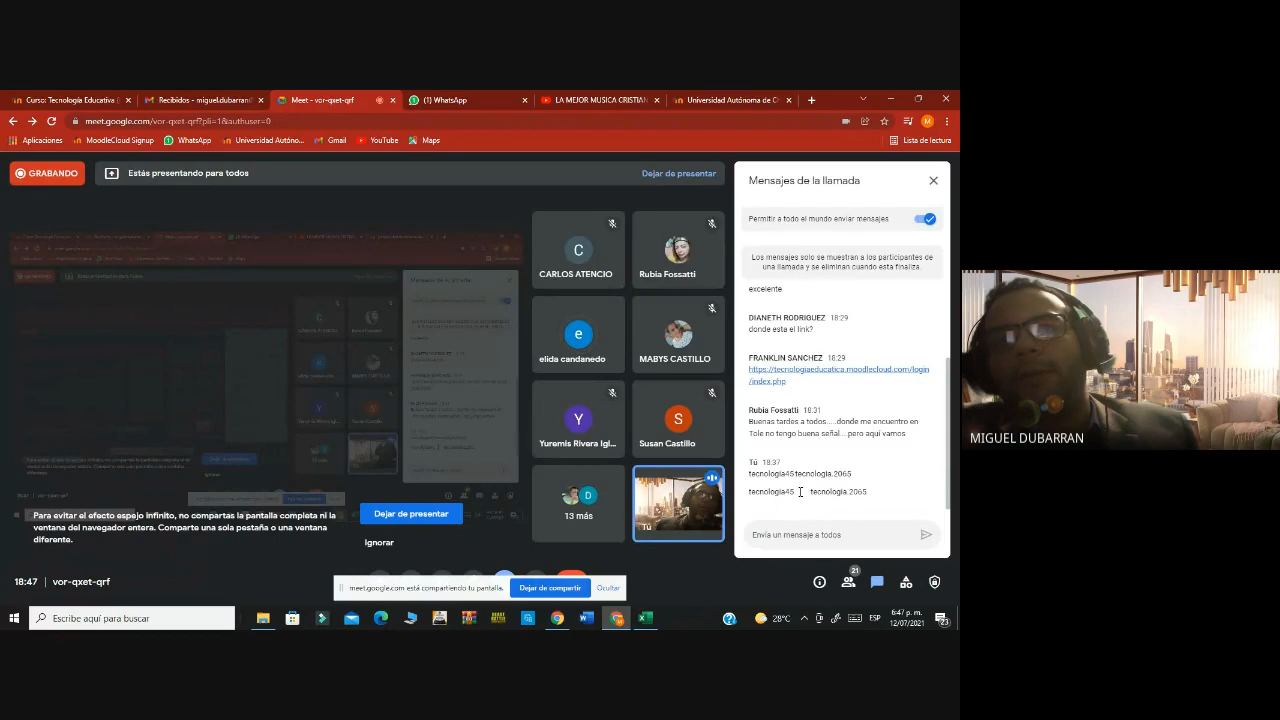 Curso: Tecnología Educativa (
Recibidos - miguel.dubarran@
Meet - vor-qxet-qrf
(1) WhatsApp
LA MEJOR MUSICA CRISTIAN
Universidad Autónoma de Ch
meet.google.com/vor-qxet-qrf?pli=1&authuser=0
Aplicaciones
MoodleCloud Signup
WhatsApp
Universidad Autóno...
Gmail
YouTube
Maps
Lista de lectura
GRABANDO
Estás presentando para todos
Dejar de presentar
C
CARLOS ATENCIO
Rubia Fossatti
e
elida candanedo
MABYS CASTILLO
Y
Yuremis Rivera Igl...
S
Susan Castillo
D
13 más
Tú
Mensajes de la llamada
Permitir a todo el mundo enviar mensajes
Los mensajes solo se muestran a los participantes de
una llamada y se eliminan cuando esta finaliza.
excelente
DIANETH RODRIGUEZ 18:29
donde esta el link?
FRANKLIN SANCHEZ 18:29
https://tecnologiaeducatica.moodlecloud.com/login
/index.php
Rubia Fossatti 18:31
Buenas tardes a todos.....donde me encuentro en
Tole no tengo buena señal....pero aquí vamos
Tú 18:37
tecnologia45tecnologia.2065
tecnologia45 tecnologia.2065
Envía un mensaje a todos
Para evitar el efecto espejo infinito, no compartas la pantalla completa ni la
ventana del navegador entera. Comparte una sola pestaña o una ventana
diferente.
Dejar de presentar
Ignorar
18:47
vor-qxet-qrf
21
meet.google.com está compartiendo tu pantalla.
Dejar de compartir
Ocultar
Escribe aquí para buscar
28°C
ESP
6:47 p. m.
12/07/2021
23
MIGUEL DUBARRAN